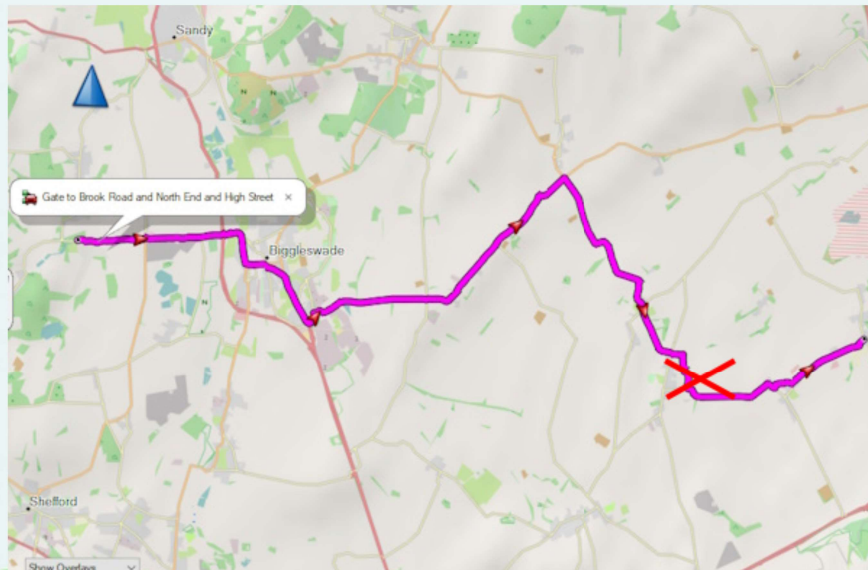 Sandy
N
N
Gate to Brook Road and North End and High Street ×
Biggleswade
N
Shefford
Show Overlays